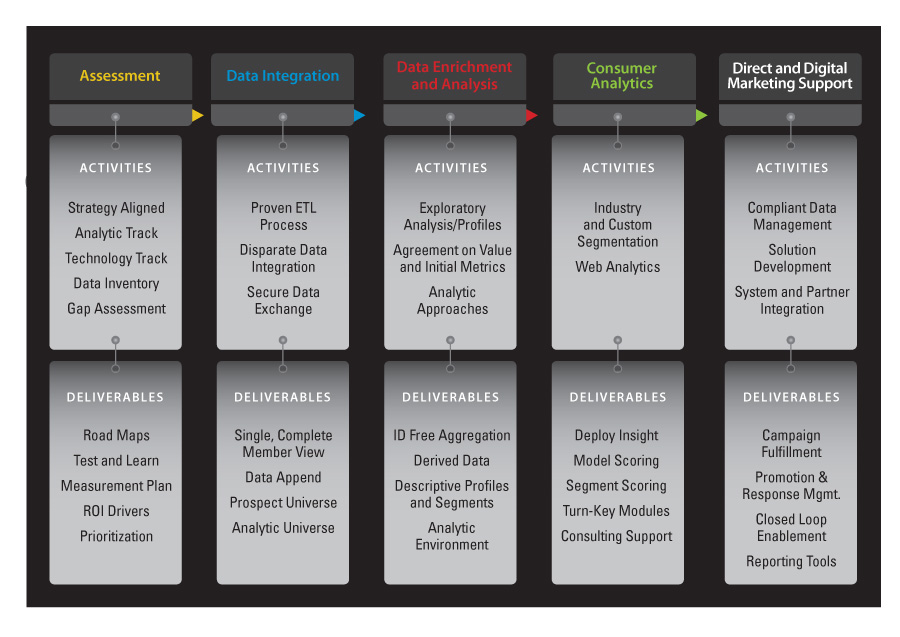 Assessment
Data Integration
Data Enrichment
and Analysis
Consumer
Analytics
Direct and Digital
Marketing Support
ACTIVITIES
Strategy Aligned
Analytic Track
Technology Track
Data Inventory
Gap Assessment
ACTIVITIES
Proven ETL
Process
Disparate Data
Integration
Secure Data
Exchange
ACTIVITIES
Exploratory
Analysis/Profiles
Agreement on Value
and Initial Metrics
Analytic
Approaches
ACTIVITIES
Industry
and Custom
Segmentation
Web Analytics
ACTIVITIES
Compliant Data
Management
Solution
Development
System and Partner
Integration
DELIVERABLES
Road Maps
Test and Learn
Measurement Plan
ROI Drivers
Prioritization
DELIVERABLES
Single, Complete
Member View
Data Append
Prospect Universe
Analytic Universe
DELIVERABLES
ID Free Aggregation
Derived Data
Descriptive Profiles
and Segments
Analytic
Environment
DELIVERABLES
Deploy Insight
Model Scoring
Segment Scoring
Turn-Key Modules
Consulting Support
DELIVERABLES
Campaign
Fulfillment
Promotion &
Response Mgmt.
Closed Loop
Enablement
Reporting Tools